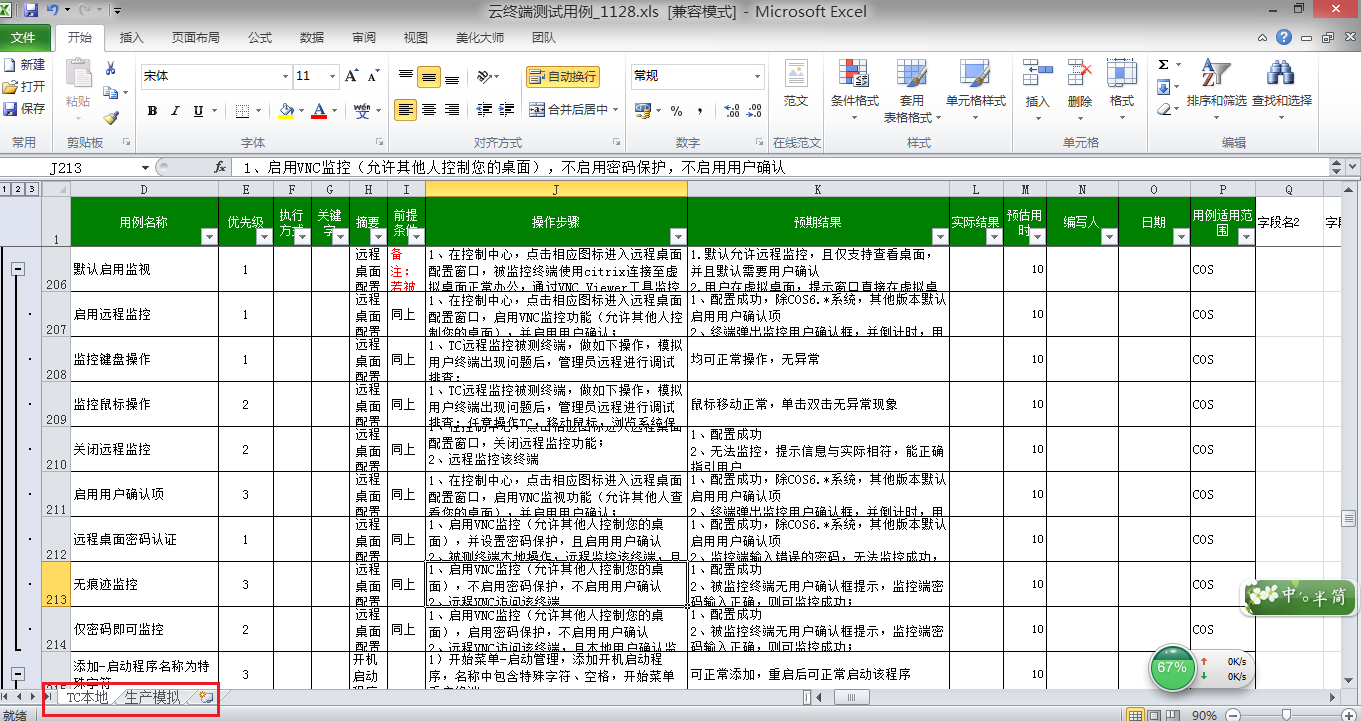 云终端测试用例_1128.xls [兼容模式] - Microsoft Excel
文件 开始 插入 页面布局 公式 数据 审阅 视图 美化大师 团队
新建
打开
保存
常用
粘贴
剪贴板
宋体 11
B I U
字体
自动换行
合并后居中
对齐方式
常规
数字
范文
在线范文
条件格式
套用
表格格式
单元格样式
样式
插入 删除 格式
单元格
排序和筛选 查找和选择
编辑
J213 fx 1、启用VNC监控（允许其他人控制您的桌面），不启用密码保护，不启用用户确认
1 2 3 D E F G H I J K L M N O P Q
1 用例名称 优先级 执行方式 关键字 摘要 前提条件 操作步骤 预期结果 实际结果 预估用时 编写人 日期 用例适用范围 字段名2
206 默认启用监视 1
远程
桌面
配置
备
注：
若被
1、在控制中心，点击相应图标进入远程桌面
配置窗口，被监控终端使用citrix连接至虚
拟桌面正常办公，通过VNC Viewer工具监控
1.默认允许远程监控，且仅支持查看桌面，
并且默认需要用户确认
2.用户在虚拟桌面，提示窗口直接在虚拟桌
10 COS
207 启用远程监控 1
远程
桌面
配置
同上
1、在控制中心，点击相应图标进入远程桌面
配置窗口，启用VNC监控功能（允许其他人控
制您的桌面），并启用用户确认；
1、配置成功，除COS6.*系统，其他版本默认
启用用户确认项
2、终端弹出监控用户确认框，并倒计时，用
10 COS
208 监控键盘操作 1
远程
桌面
配置
同上
1、TC远程监控被测终端，做如下操作，模拟
用户终端出现问题后，管理员远程进行调试
排查；
均可正常操作，无异常
10 COS
209 监控鼠标操作 2
远程
桌面
配置
同上
1、TC远程监控被测终端，做如下操作，模拟
用户终端出现问题后，管理员远程进行调试
排查；任意操作TC，移动鼠标，浏览系统保
鼠标移动正常，单击双击无异常现象
10 COS
210 关闭远程监控 2
远程
桌面
配置
同上
1、在控制中心，点击相应图标进入远程桌面
配置窗口，关闭远程监控功能；
2、远程监控该终端
1、配置成功
2、无法监控，提示信息与实际相符，能正确
指引用户
10 COS
211 启用用户确认项 3
远程
桌面
配置
同上
1、在控制中心，点击相应图标进入远程桌面
配置窗口，启用VNC监视功能（允许其他人查
看您的桌面），并启用用户确认；
1、配置成功，除COS6.*系统，其他版本默认
启用用户确认项
2、终端弹出监控用户确认框，并倒计时，用
10 COS
212 远程桌面密码认证 1
远程
桌面
配置
同上
1、启用VNC监控（允许其他人控制您的桌
面），并设置密码保护，且启用用户确认
2、被测终端本地操作，远程监控该终端，且
1、配置成功，除COS6.*系统，其他版本默认
启用用户确认项
2、监控端输入错误的密码，无法监控成功，
10 COS
213 无痕迹监控 3
远程
桌面
配置
同上
1、启用VNC监控（允许其他人控制您的桌
面），不启用密码保护，不启用用户确认
2、远程VNC访问该终端
1、配置成功
2、被监控终端无用户确认框提示，监控端密
码输入正确，则可监控成功；
10 COS
214 仅密码即可监控 2
远程
桌面
配置
同上
1、启用VNC监控（允许其他人控制您的桌
面），启用密码保护，不启用用户确认
2、远程VNC访问该终端，且本地用户确认监
1、配置成功
2、被监控终端无用户确认框提示，监控端密
码输入正确，则可监控成功；
10 COS
添加-启动程序名称为特
殊字符
3
开机
启动
1）开始菜单-启动管理，添加开机启动程
序，名称中包含特殊字符、空格，开始菜单
可正常添加，重启后可正常启动该程序
10 COS
中 半 简
67% 0K/s
0K/s
TC本地 生产模拟
就绪 90%